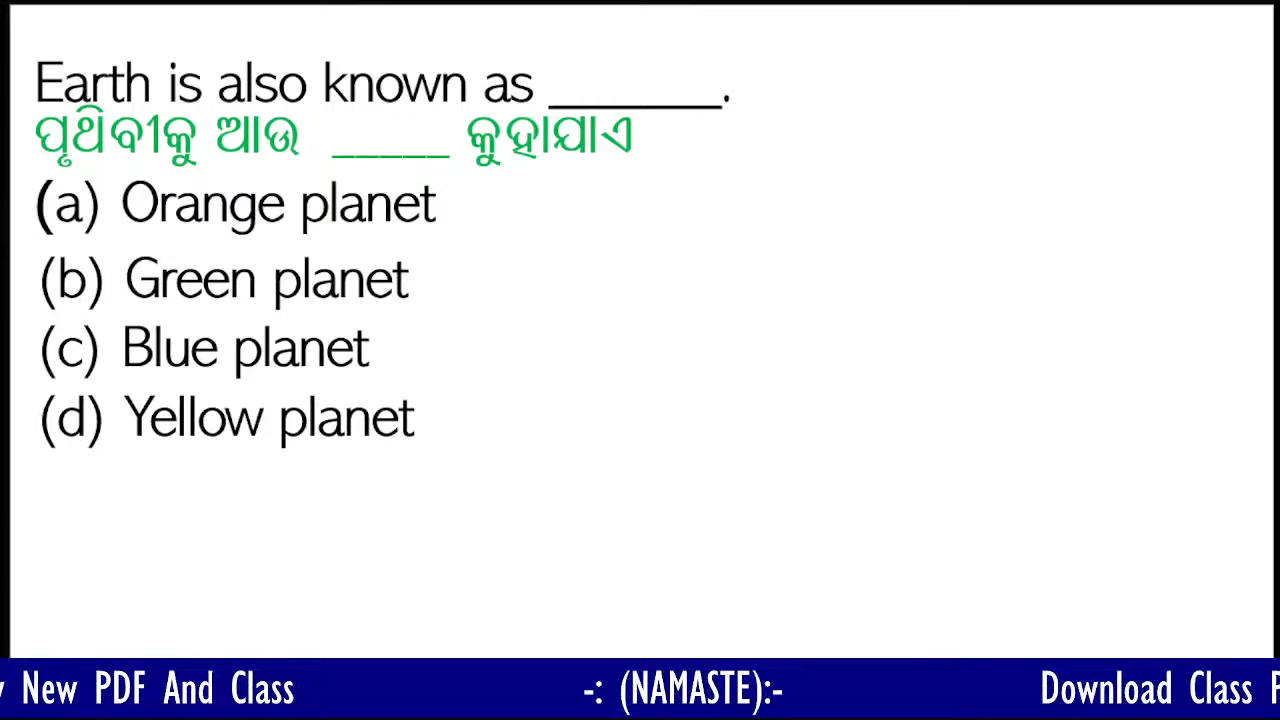 Earth is also known as _______.
ପୃଥିବୀକୁ ଆଉ _____ କୁହାଯାଏ
(a) Orange planet
(b) Green planet
(c) Blue planet
(d) Yellow planet
New PDF And Class -: (NAMASTE):- Download Class